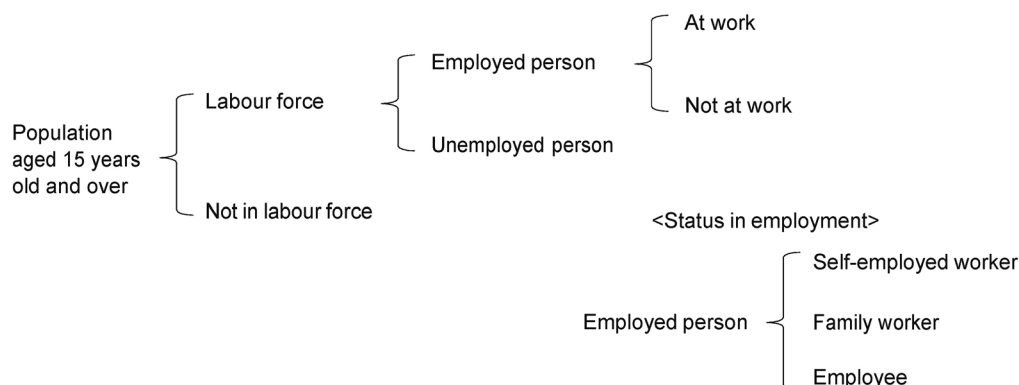 At work
Employed person
Labour force
Not at work
Population
aged 15 years
old and over
Unemployed person
Not in labour force
<Status in employment>
Self-employed worker
Employed person
Family worker
Employee